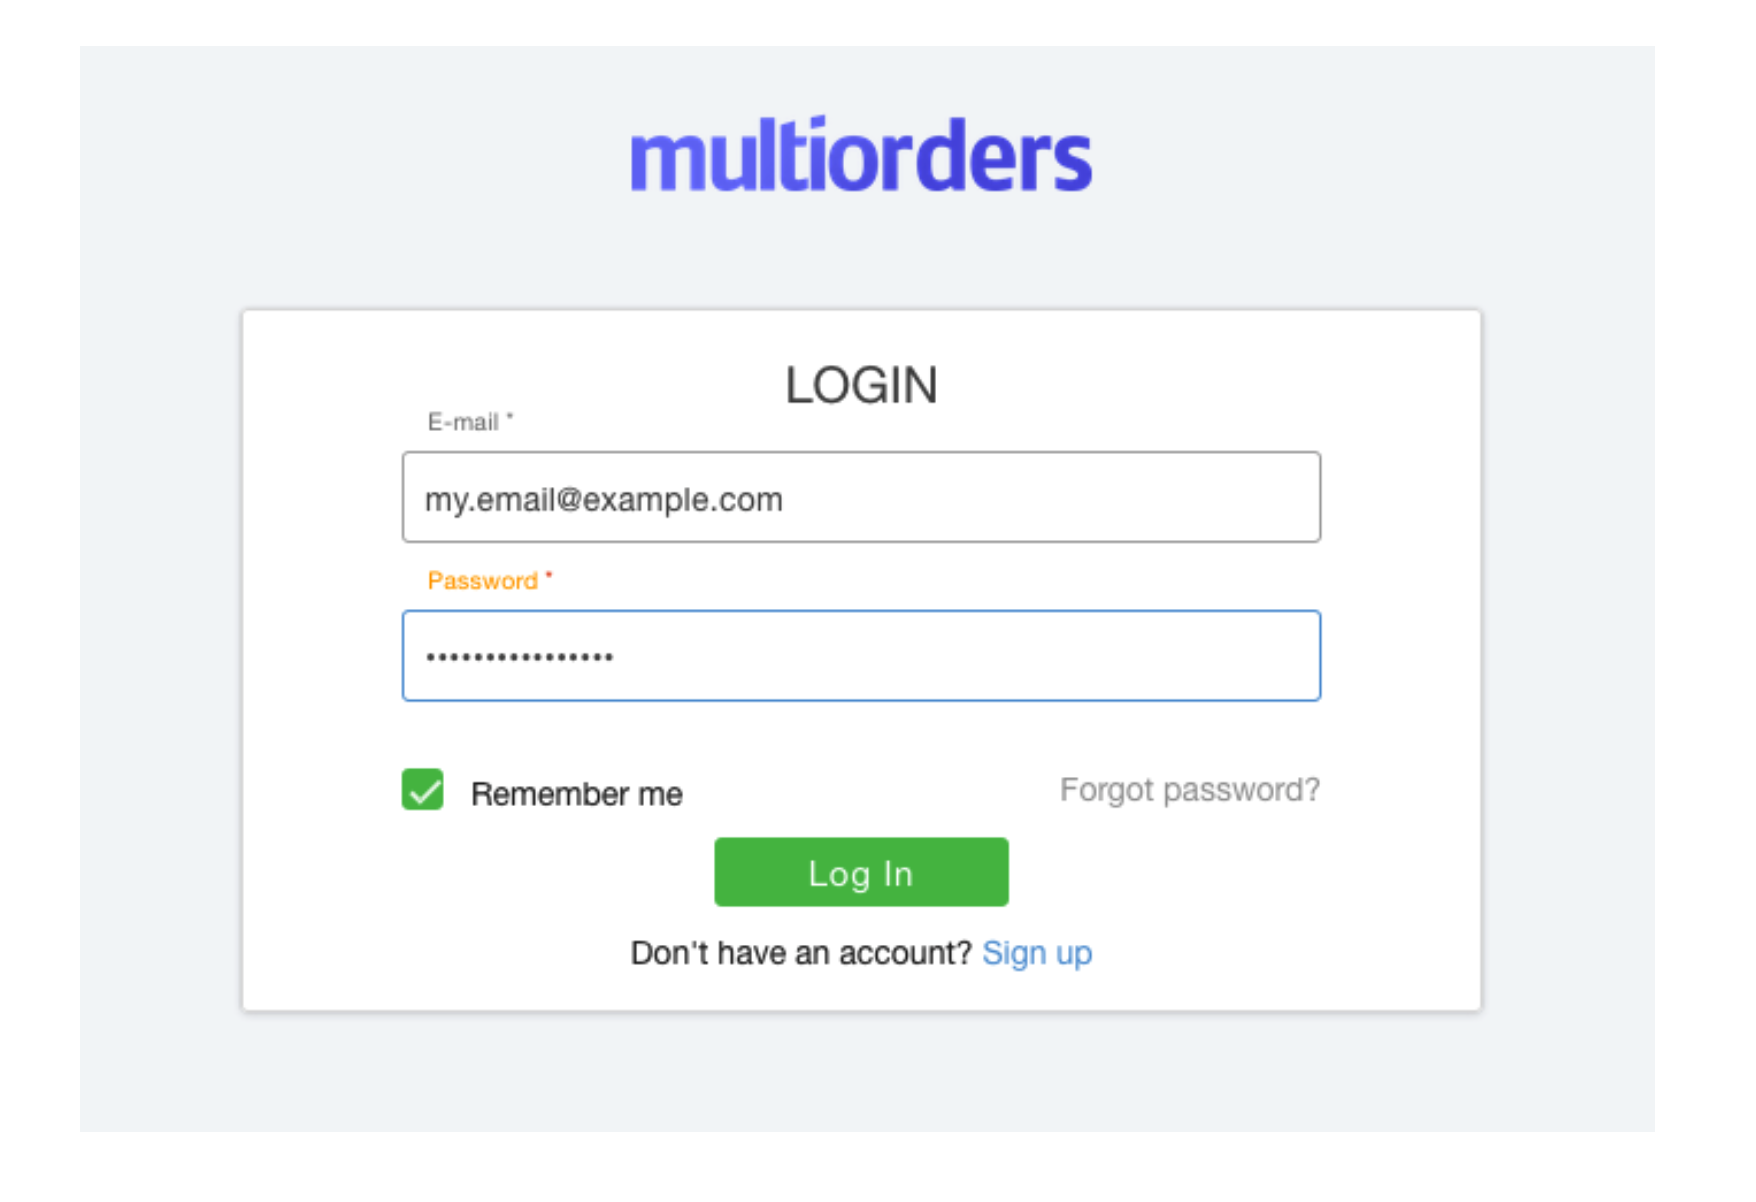 multiorders
LOGIN
E-mail *
my.email@example.com
Password *
••••••••••••••••
Remember me
Forgot password?
Log In
Don't have an account? Sign up